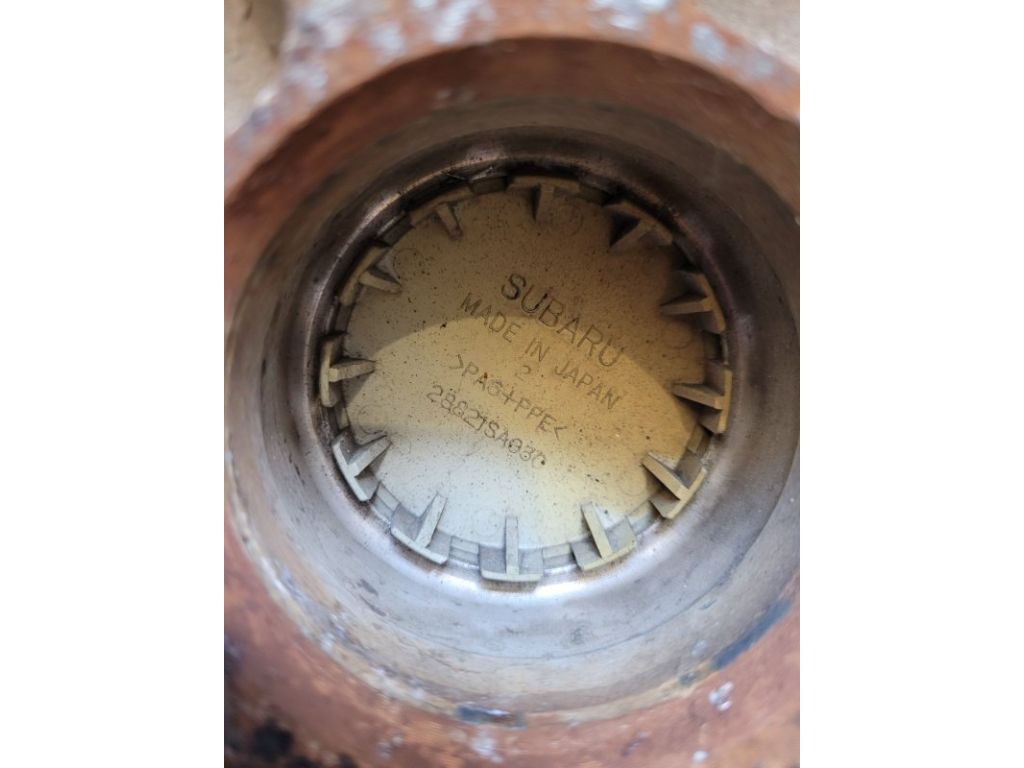 SUBARU
MADE IN JAPAN
2
>PA6+PPE<
28821SA030